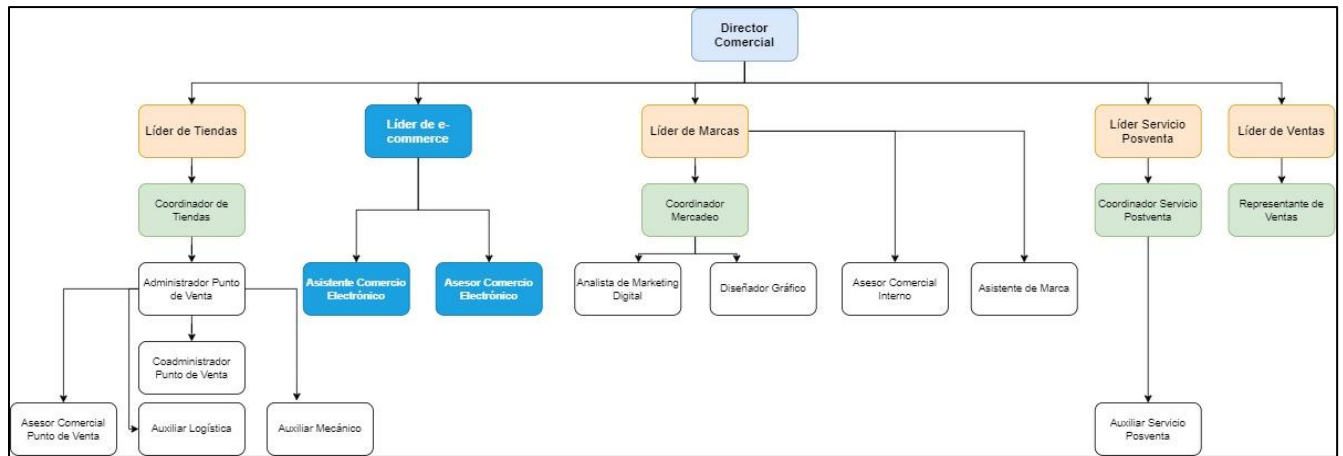 Director
Comercial
Líder de Tiendas
Líder de e-
commerce
Líder de Marcas
Líder Servicio
Posventa
Líder de Ventas
Coordinador de
Tiendas
Coordinador
Mercadeo
Coordinador Servicio
Postventa
Representante de
Ventas
Administrador Punto
de Venta
Asistente Comercio
Electrónico
Asesor Comercio
Electrónico
Analista de Marketing
Digital
Diseñador Gráfico
Asesor Comercial
Interno
Asistente de Marca
Coadministrador
Punto de Venta
Asesor Comercial
Punto de Venta
Auxiliar Logística
Auxiliar Mecánico
Auxiliar Servicio
Posventa